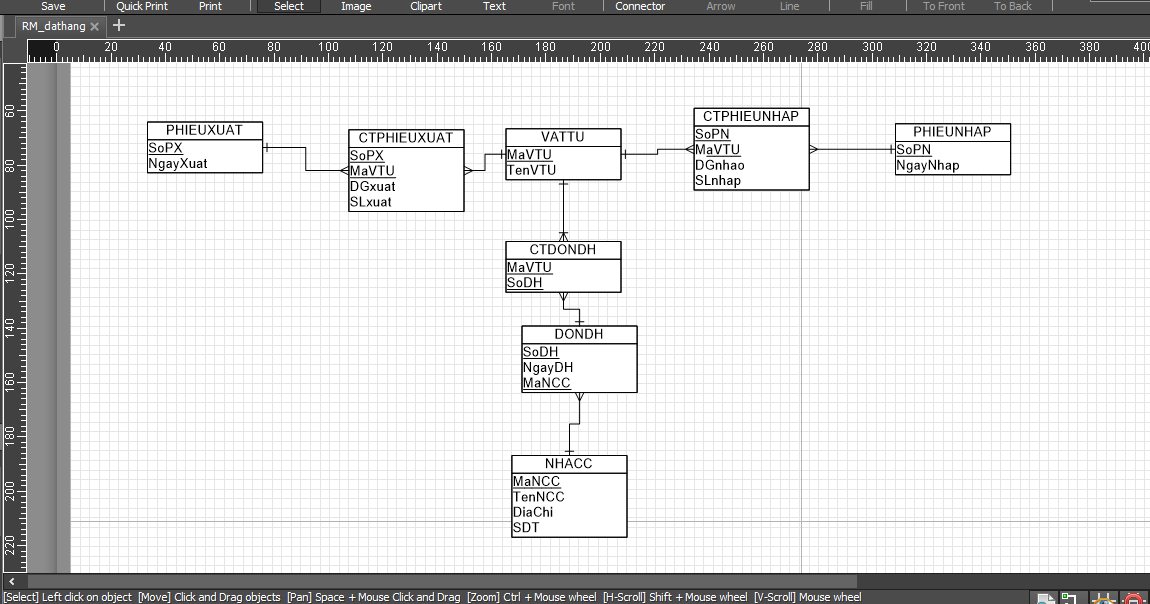 Save Quick Print Print Select Image Clipart Text Font Connector Arrow Line Fill To Front To Back
RM_dathang
0 20 40 60 80 100 120 140 160 180 200 220 240 260 280 300 320 340 360 380 400
60
80
100
120
140
160
180
200
220
PHIEUXUAT
SoPX
NgayXuat
CTPHIEUXUAT
SoPX
MaVTU
DGxuat
SLxuat
VATTU
MaVTU
TenVTU
CTPHIEUNHAP
SoPN
MaVTU
DGnhao
SLnhap
PHIEUNHAP
SoPN
NgayNhap
CTDONDH
MaVTU
SoDH
DONDH
SoDH
NgayDH
MaNCC
NHACC
MaNCC
TenNCC
DiaChi
SDT
[Select] Left click on object [Move] Click and Drag objects [Pan] Space + Mouse Click and Drag [Zoom] Ctrl + Mouse wheel [H-Scroll] Shift + Mouse wheel [V-Scroll] Mouse wheel